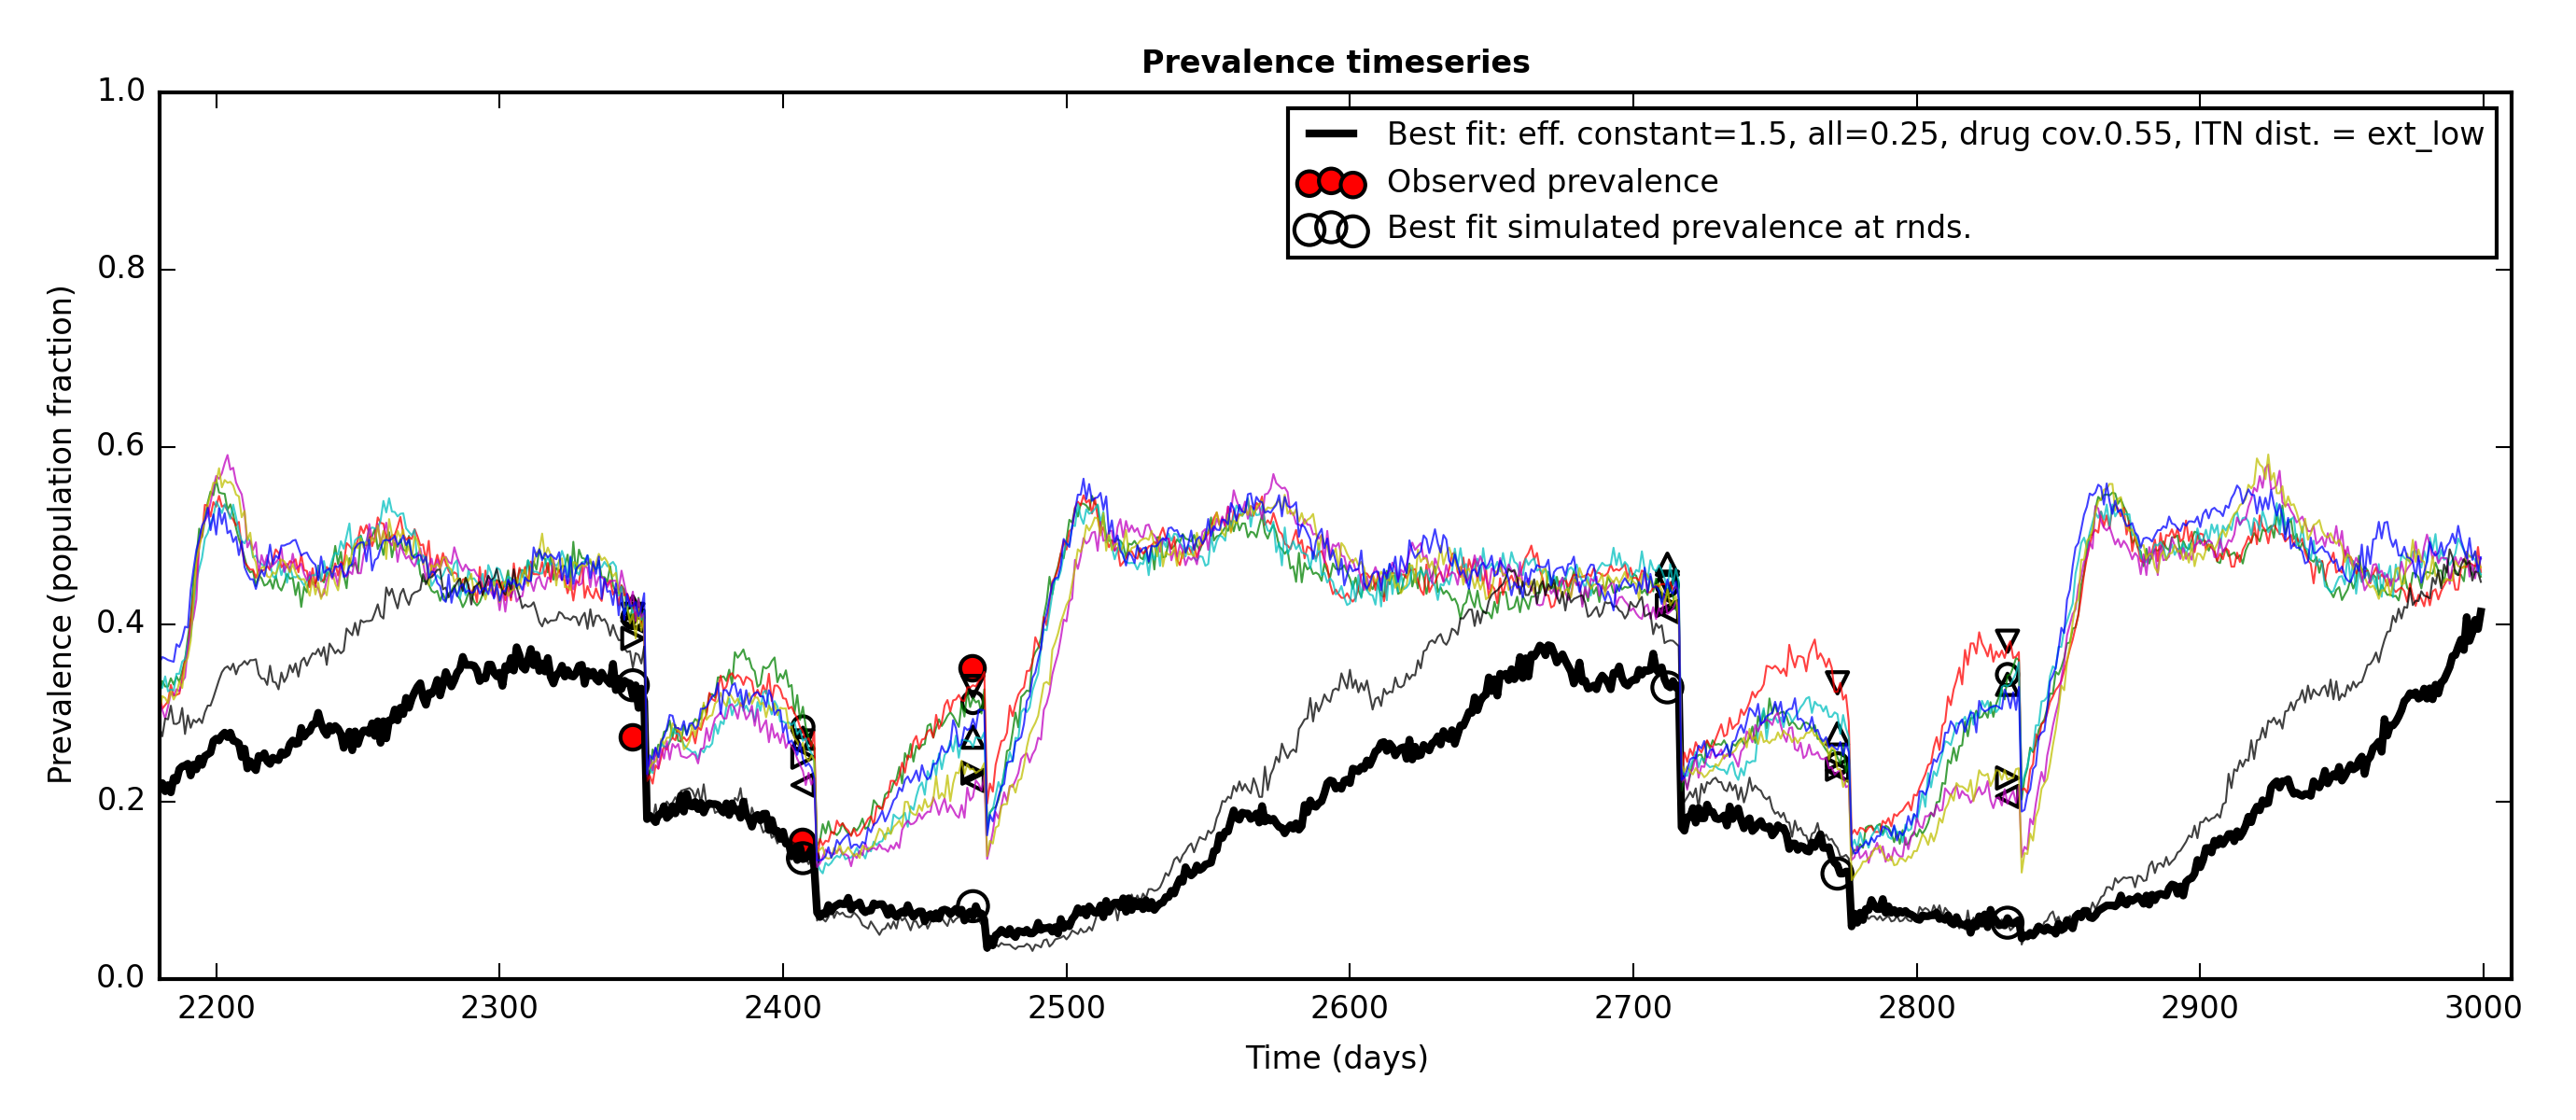 Prevalence timeseries
1.0
0.8
0.6
0.4
0.2
0.0
Prevalence (population fraction)
Best fit: eff. constant=1.5, all=0.25, drug cov.0.55, ITN dist. = ext_low
Observed prevalence
Best fit simulated prevalence at rnds.
2200 2300 2400 2500 2600 2700 2800 2900 3000
Time (days)